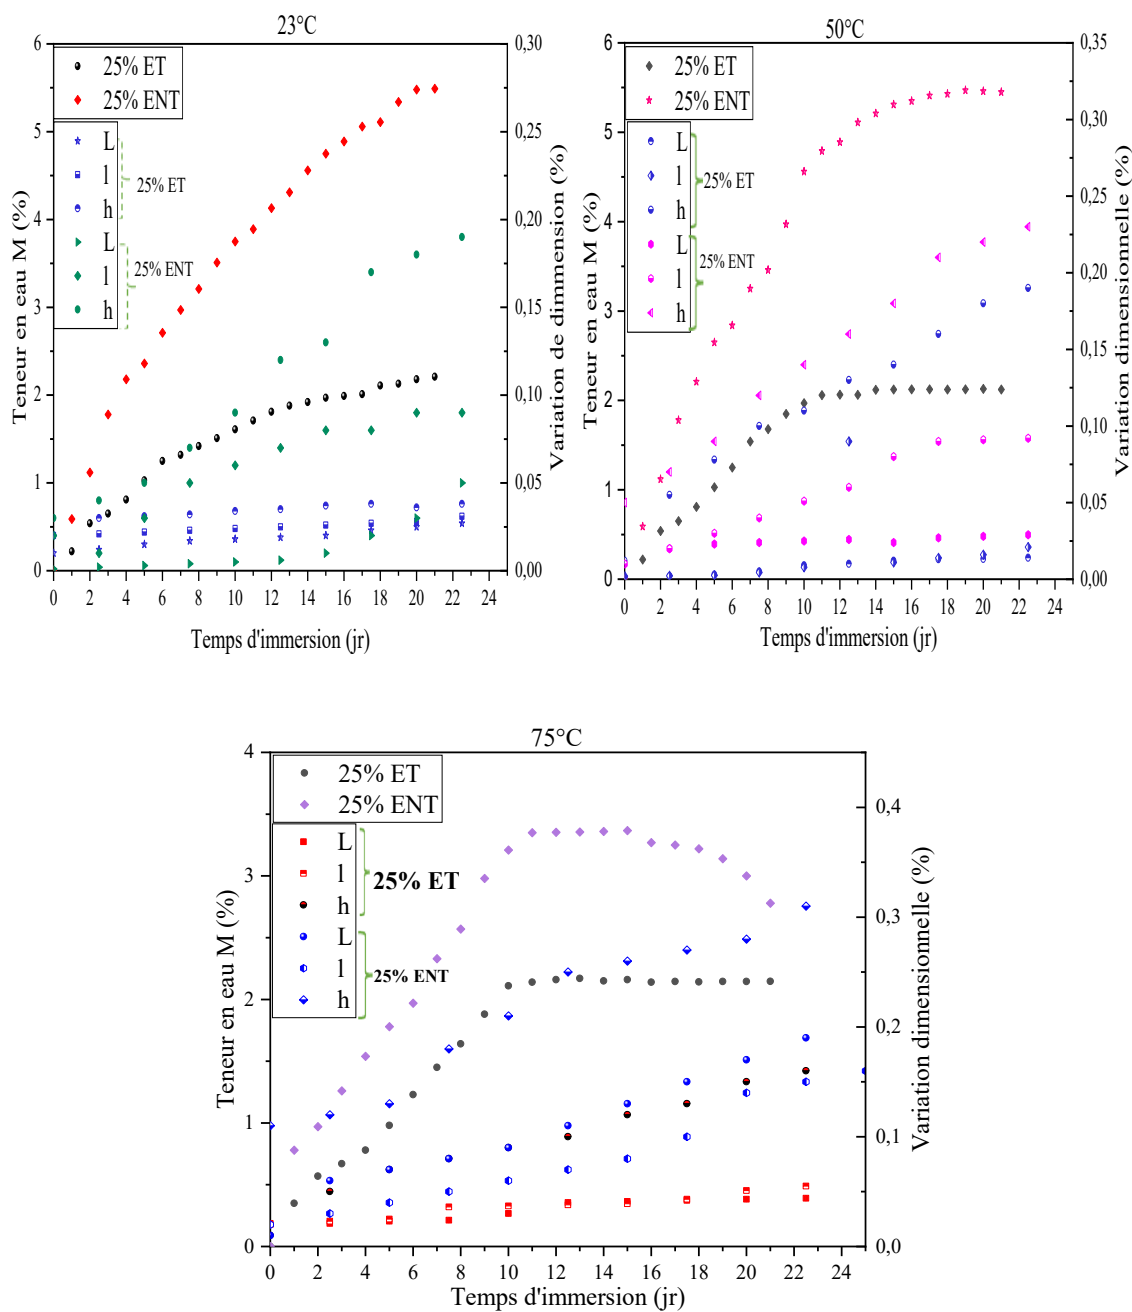 23°C
6
5
4
3
2
1
0
0,30
0,25
0,20
0,15
0,10
0,05
0,00
25% ET
25% ENT
L
l
h
25% ET
L
l
h
25% ENT
Teneur en eau M (%)
Variation de dimmension (%)
0 2 4 6 8 10 12 14 16 18 20 22 24
Temps d'immersion (jr)
50°C
6
5
4
3
2
1
0
0,35
0,30
0,25
0,20
0,15
0,10
0,05
0,00
25% ET
25% ENT
L
l
h
25% ET
L
l
h
25% ENT
Teneur en eau M (%)
Variation dimensionnelle (%)
0 2 4 6 8 10 12 14 16 18 20 22 24
Temps d'immersion (jr)
75°C
4
3
2
1
0
0,4
0,3
0,2
0,1
0,0
25% ET
25% ENT
L
l
h
25% ET
L
l
h
25% ENT
Teneur en eau M (%)
Variation dimensionnelle (%)
0 2 4 6 8 10 12 14 16 18 20 22 24
Temps d'immersion (jr)